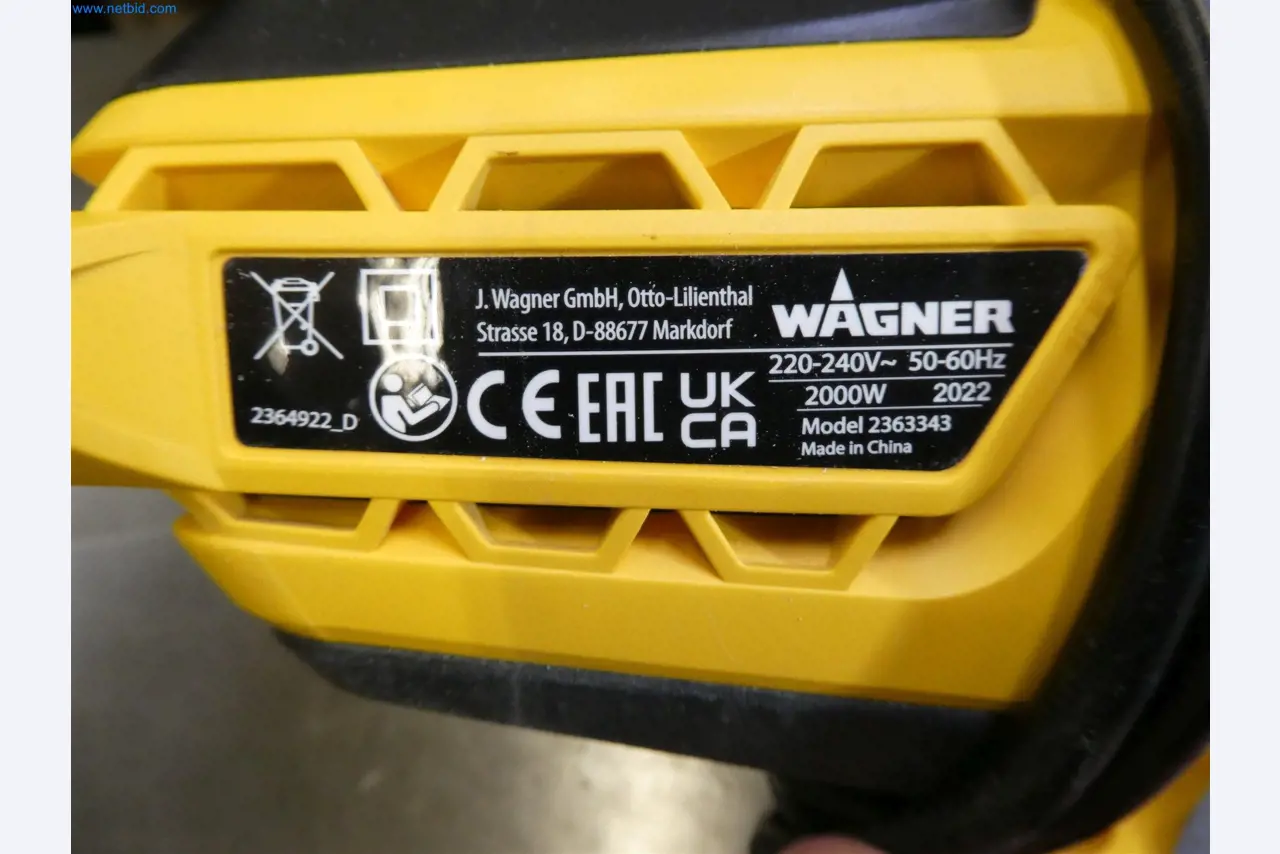 www.netbid.com
J. Wagner GmbH, Otto-Lilienthal
Strasse 18, D-88677 Markdorf
WAGNER
220-240V~ 50-60Hz
2000W 2022
Model 2363343
Made in China
2364922_D
CE EAC UK
CA